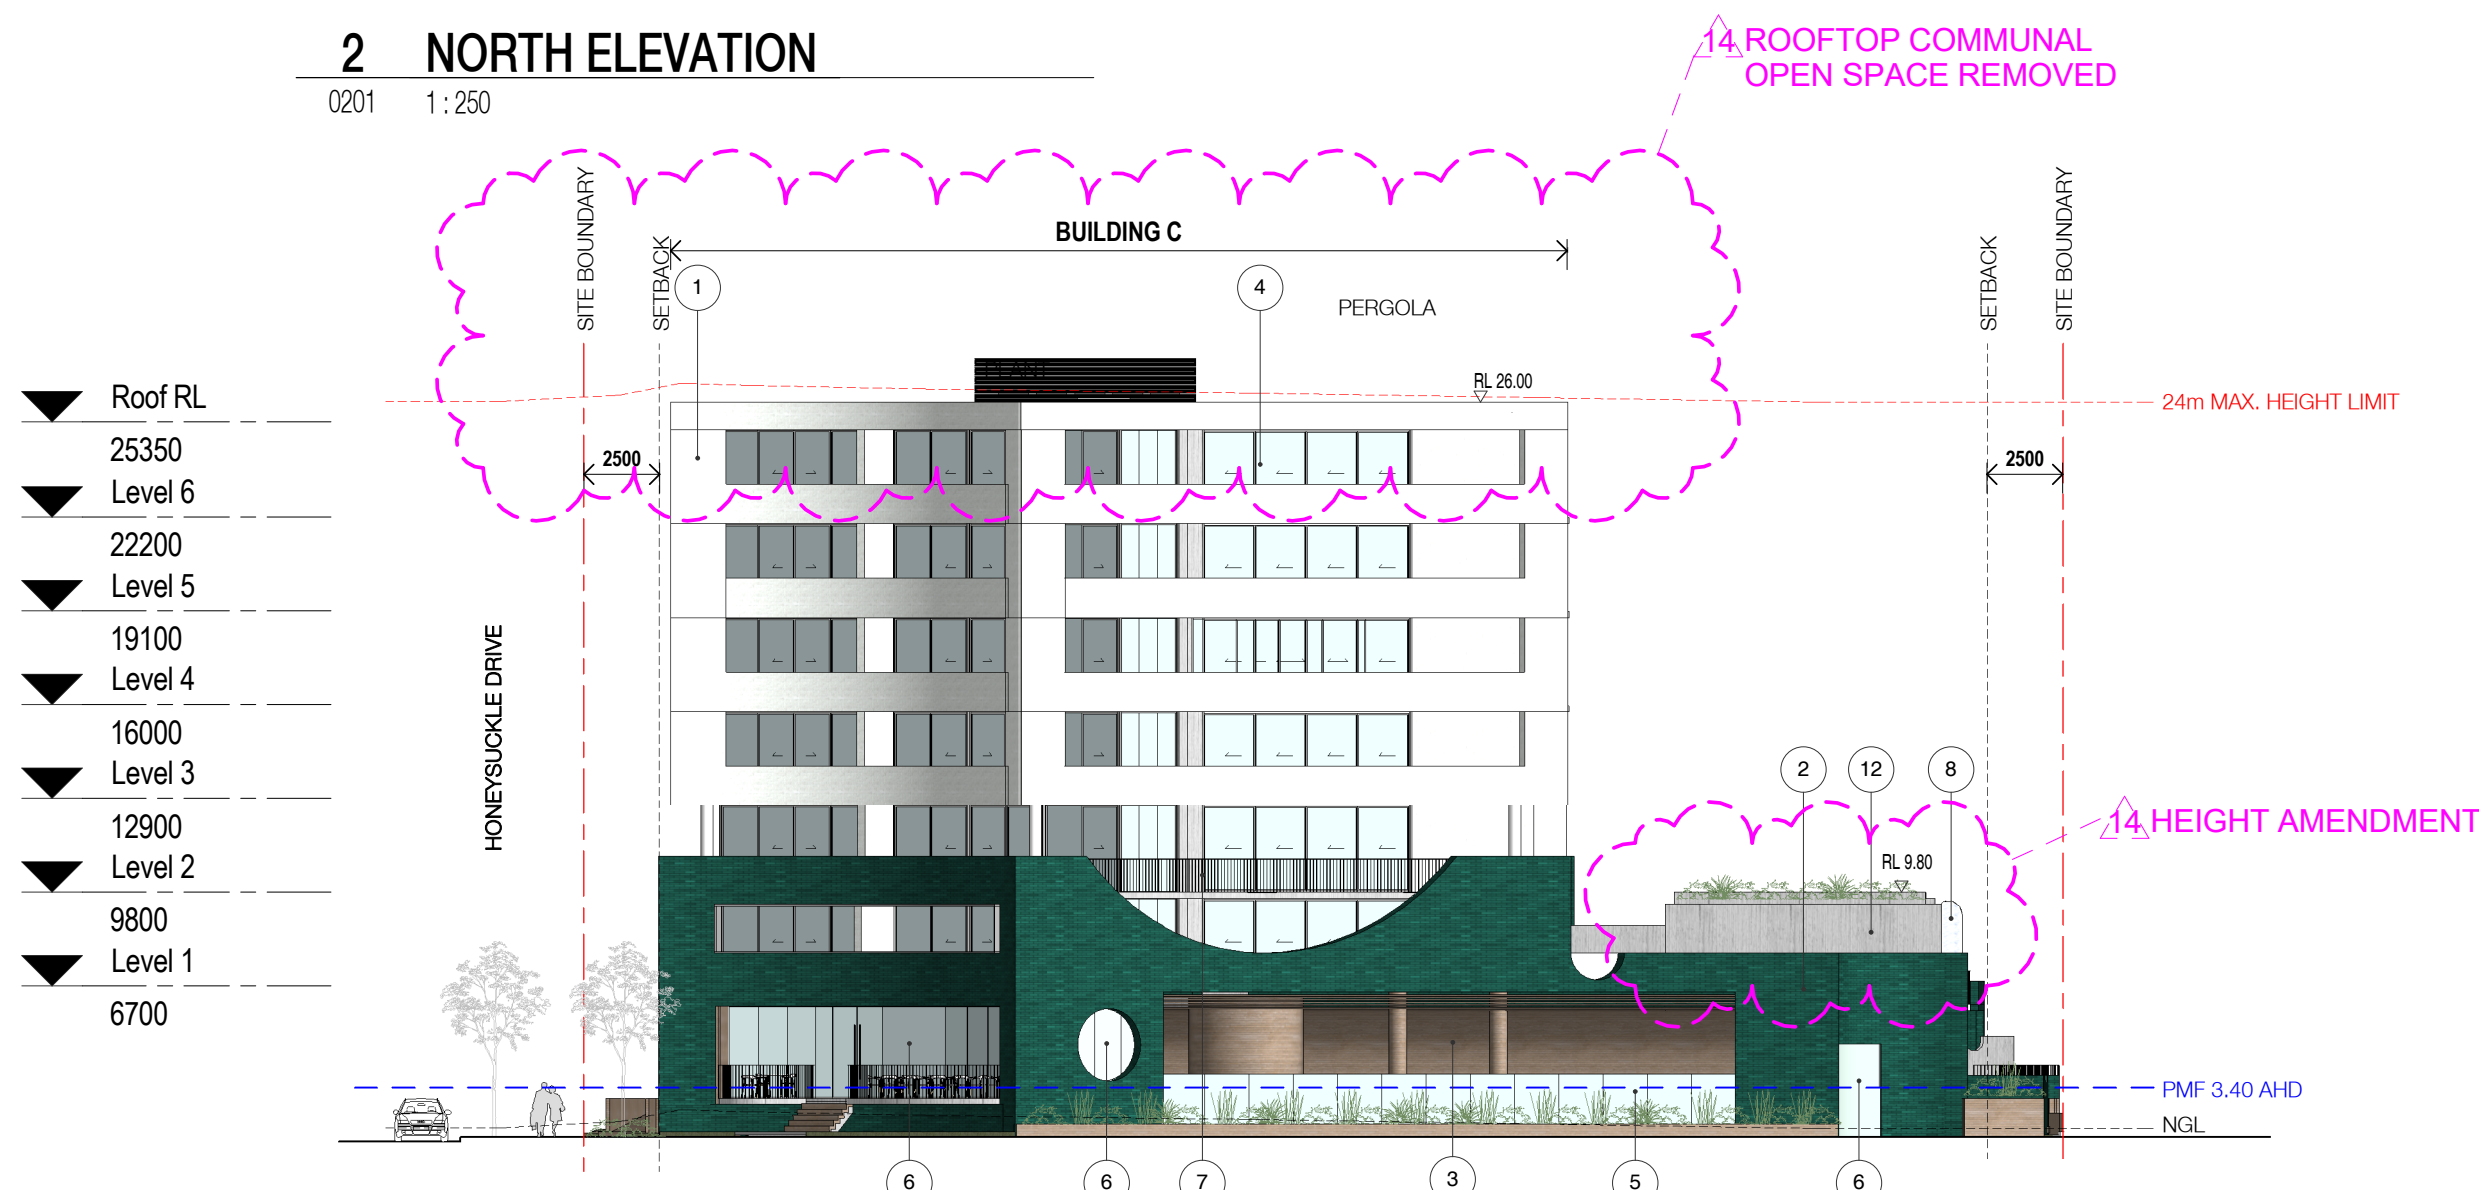 2 NORTH ELEVATION
0201 1 : 250
14 ROOFTOP COMMUNAL
OPEN SPACE REMOVED
SITE BOUNDARY
SETBACK
BUILDING C
1
4
PERGOLA
SETBACK
SITE BOUNDARY
PLANT
RL 26.00
24m MAX. HEIGHT LIMIT
Roof RL
25350
Level 6
22200
Level 5
19100
Level 4
16000
Level 3
12900
Level 2
9800
Level 1
6700
2500
2500
HONEYSUCKLE DRIVE
2
12
8
14 HEIGHT AMENDMENT
RL 9.80
PMF 3.40 AHD
NGL
6
6
7
3
5
6